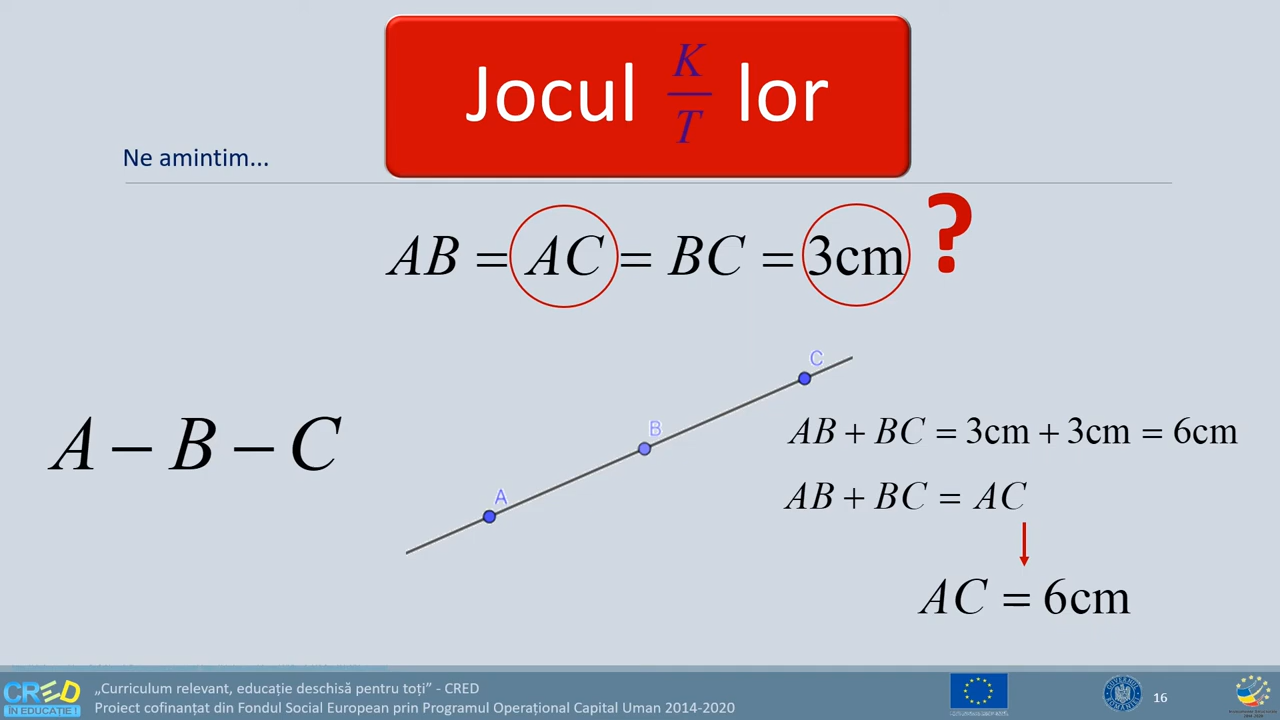 Jocul K/T lor
Ne amintim...
AB = AC = BC = 3cm ?
A – B – C
C
B
A
AB + BC = 3cm + 3cm = 6cm
AB + BC = AC
AC = 6cm
CRED
ÎN EDUCAȚIE !
„Curriculum relevant, educație deschisă pentru toți” - CRED
Proiect cofinanțat din Fondul Social European prin Programul Operațional Capital Uman 2014-2020
16